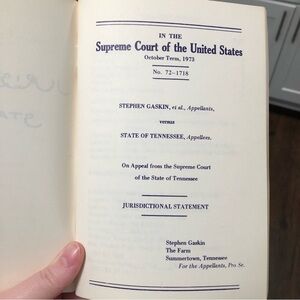 IN THE
Supreme Court of the United States
October Term, 1973
No. 72-1718
STEPHEN GASKIN, et al., Appellants,
versus
STATE OF TENNESSEE, Appellees.
On Appeal from the Supreme Court
of the State of Tennessee
JURISDICTIONAL STATEMENT
Stephen Gaskin
The Farm
Summertown, Tennessee
For the Appellants, Pro Se.